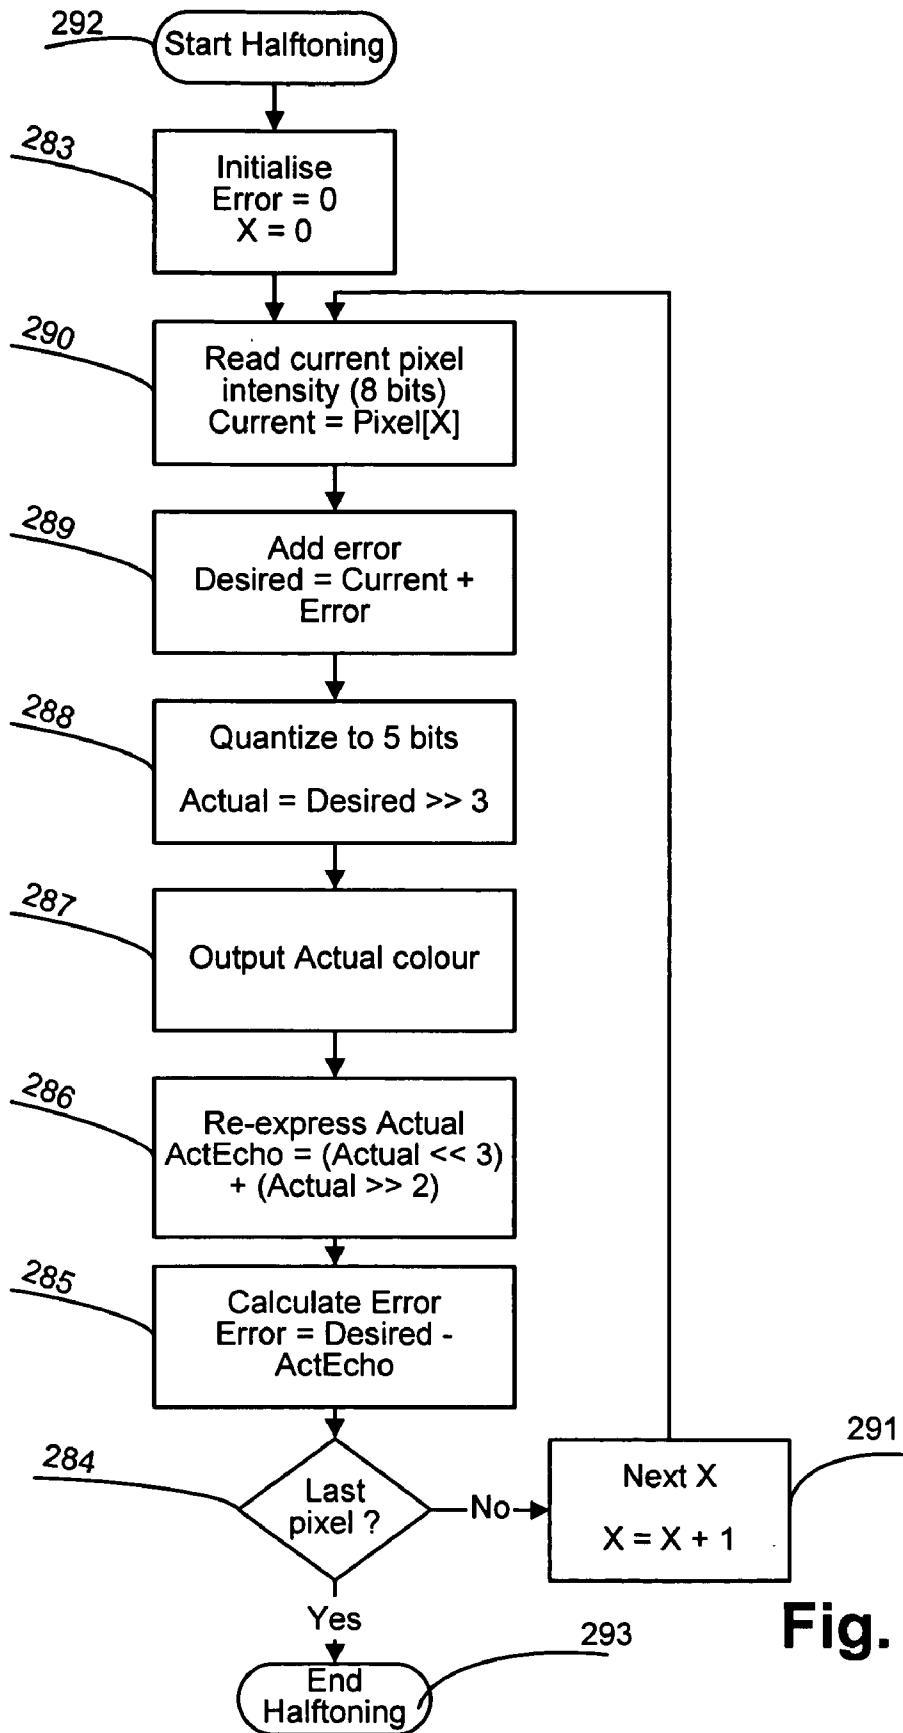 292
Start Halftoning
283
Initialise
Error = 0
X = 0
290
Read current pixel
intensity (8 bits)
Current = Pixel[X]
289
Add error
Desired = Current +
Error
288
Quantize to 5 bits
Actual = Desired >> 3
287
Output Actual colour
286
Re-express Actual
ActEcho = (Actual << 3)
+ (Actual >> 2)
285
Calculate Error
Error = Desired -
ActEcho
284
Last
pixel ?
No
291
Next X
X = X + 1
Yes
293
End
Halftoning
Fig.